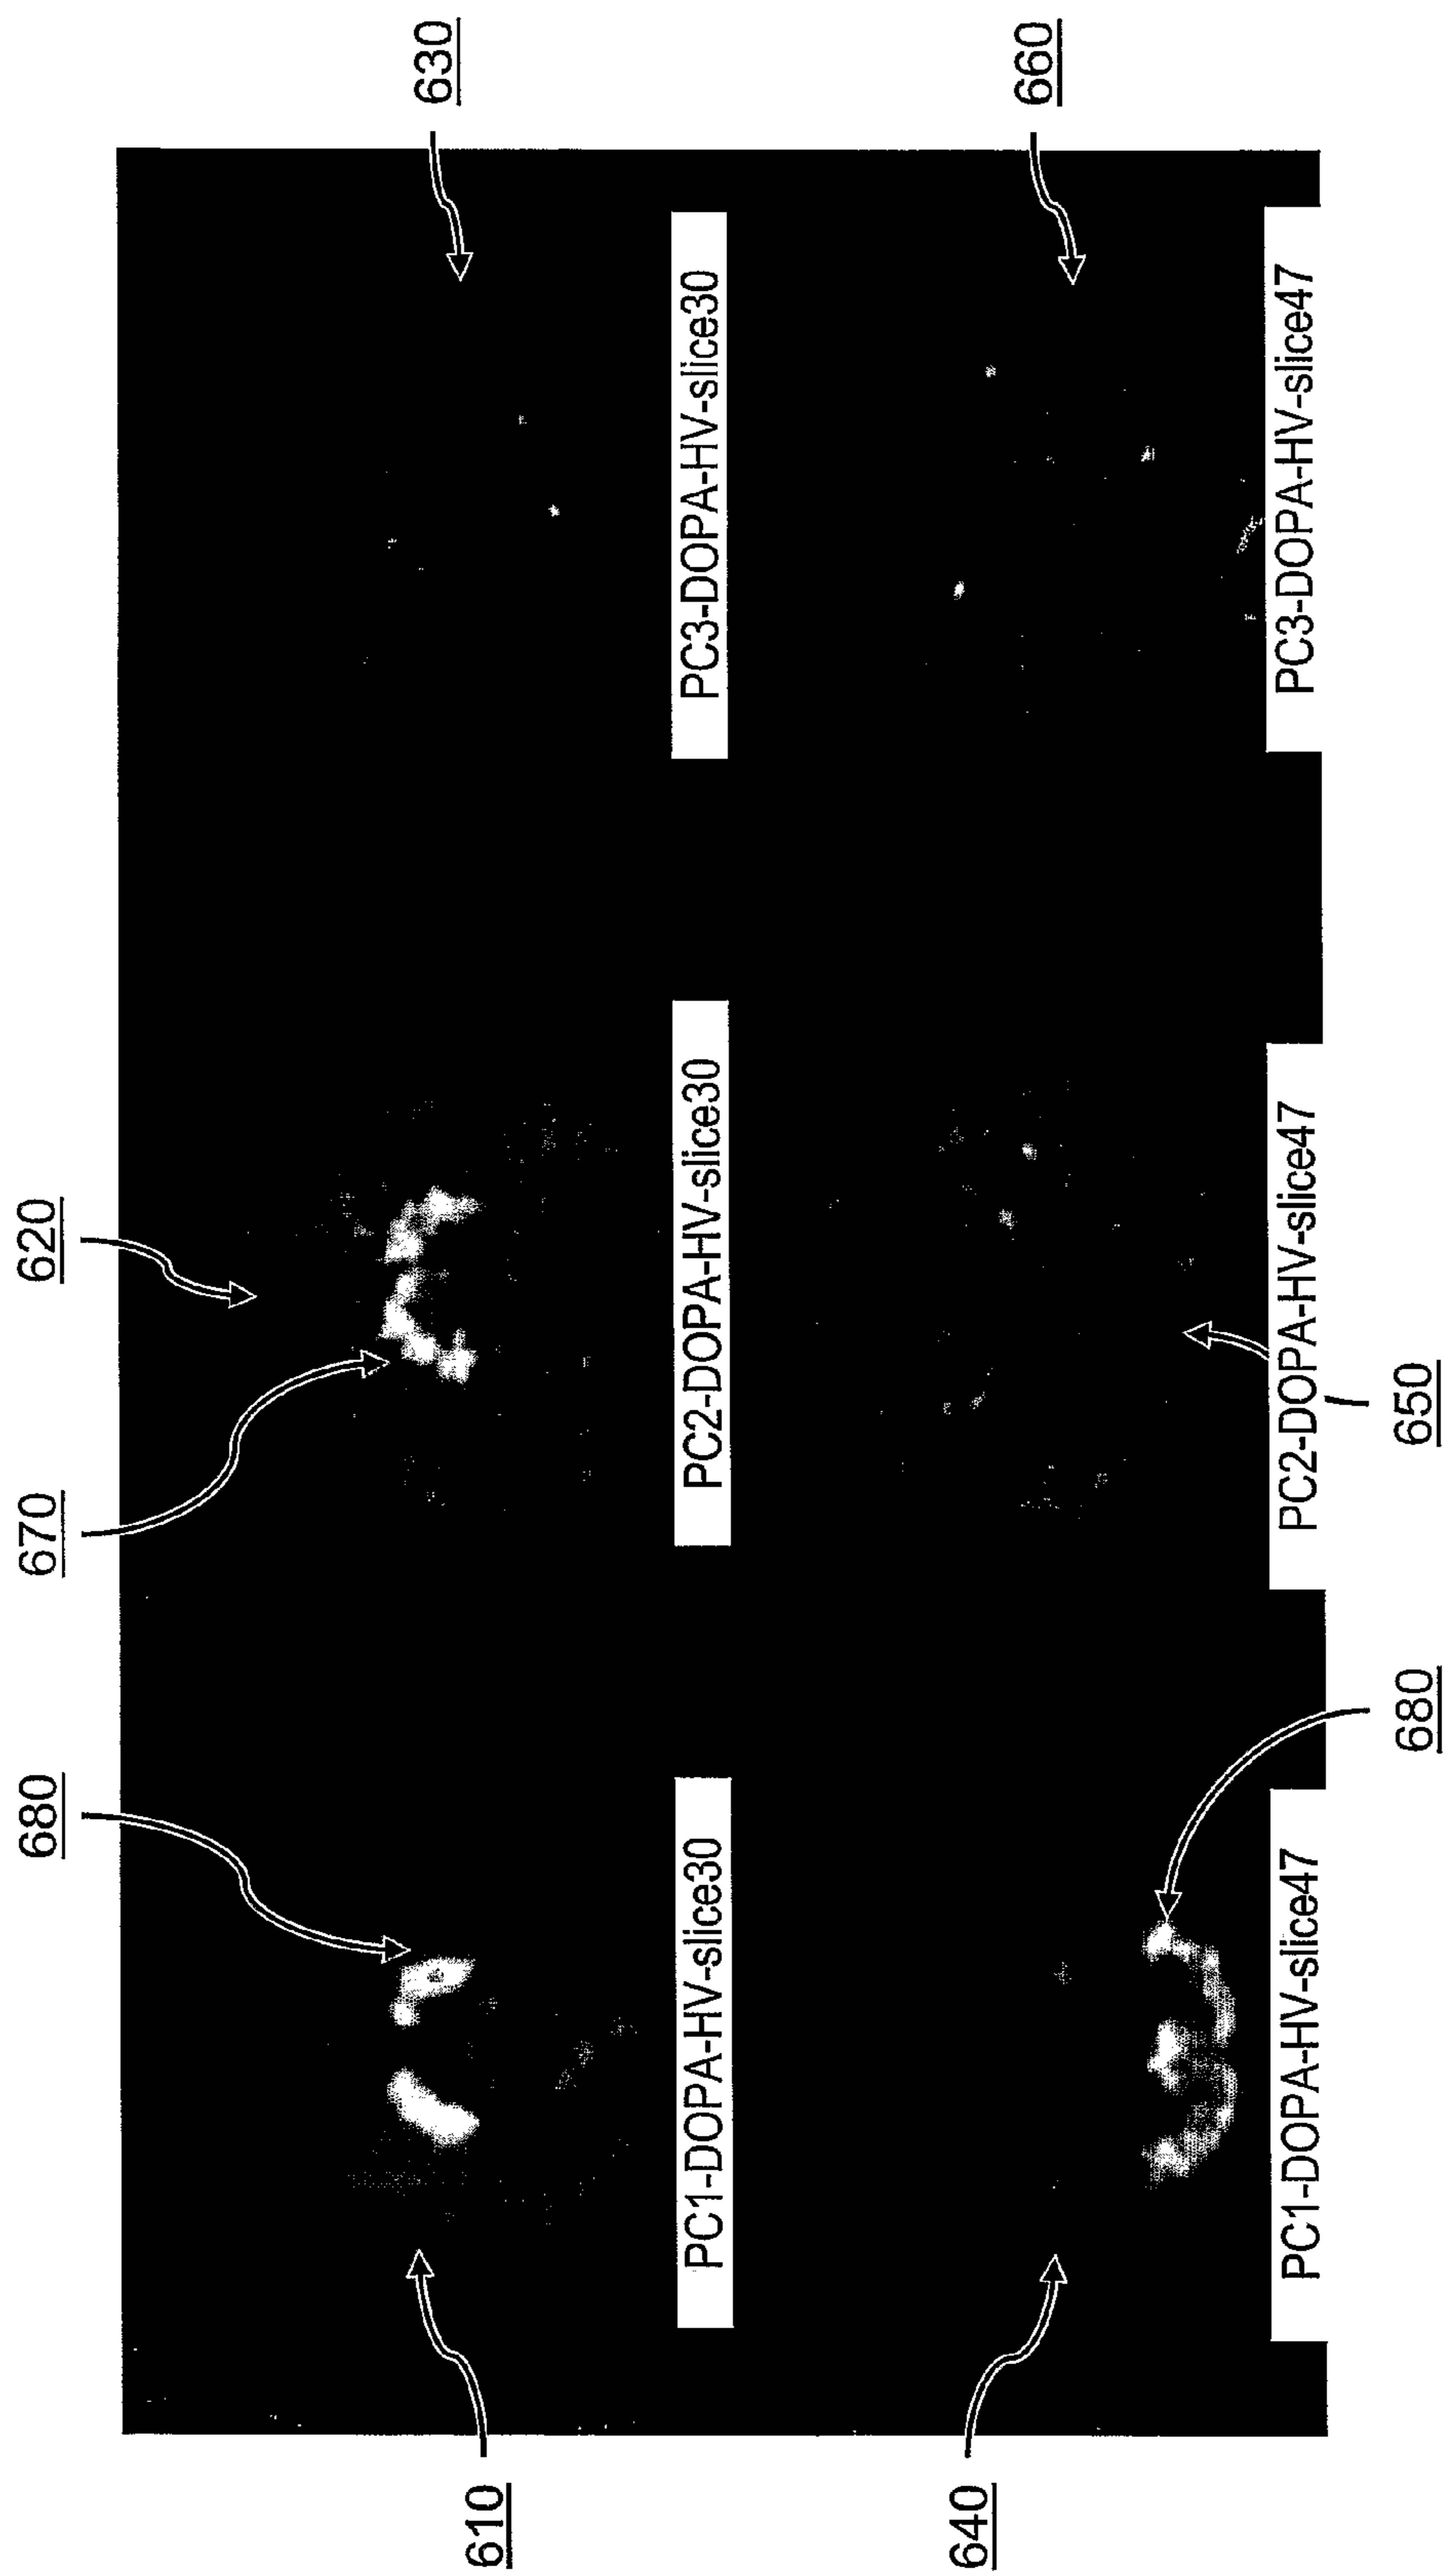 680
670
620
610
630
PC1-DOPA-HV-slice30
PC2-DOPA-HV-slice30
PC3-DOPA-HV-slice30
640
660
PC1-DOPA-HV-slice47
PC2-DOPA-HV-slice47
PC3-DOPA-HV-slice47
680
650